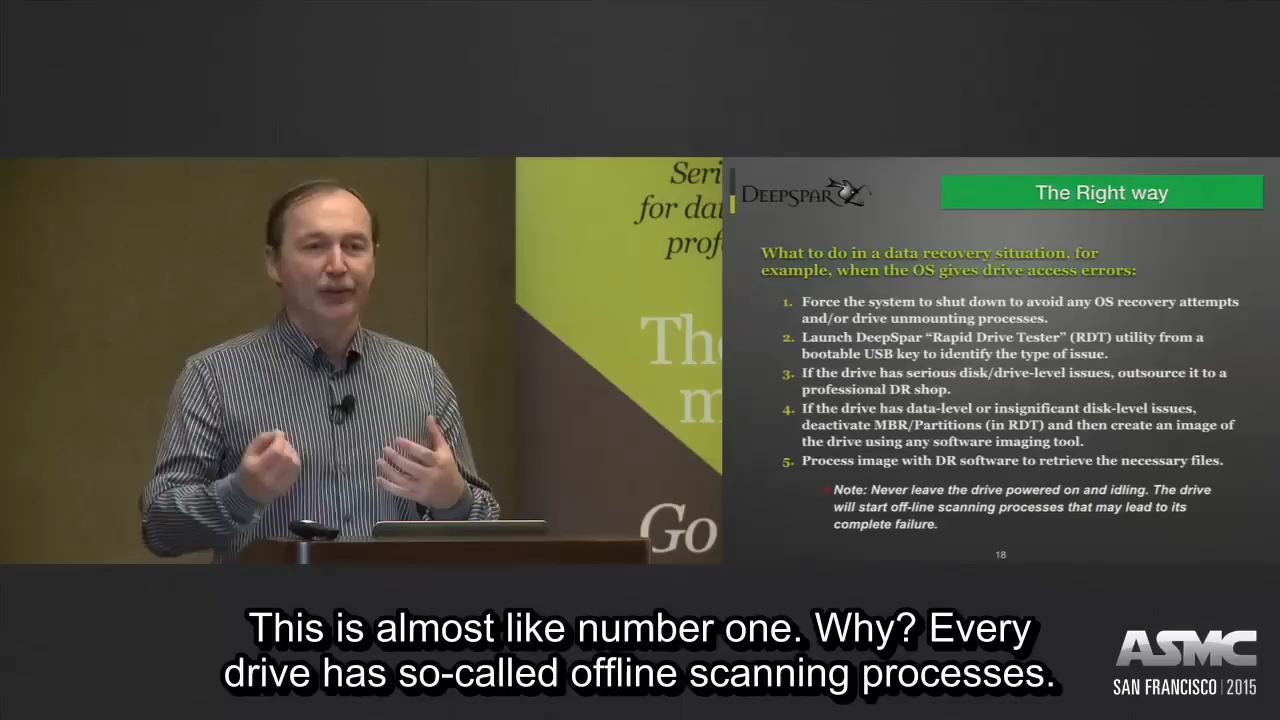 Seri
for dat
prof
The
m
Go
DEEPSPAR
The Right way
What to do in a data recovery situation, for
example, when the OS gives drive access errors:
1. Force the system to shut down to avoid any OS recovery attempts
and/or drive unmounting processes.
2. Launch DeepSpar “Rapid Drive Tester” (RDT) utility from a
bootable USB key to identify the type of issue.
3. If the drive has serious disk/drive-level issues, outsource it to a
professional DR shop.
4. If the drive has data-level or insignificant disk-level issues,
deactivate MBR/Partitions (in RDT) and then create an image of
the drive using any software imaging tool.
5. Process image with DR software to retrieve the necessary files.
Note: Never leave the drive powered on and idling. The drive
will start off-line scanning processes that may lead to its
complete failure.
18
This is almost like number one. Why? Every
drive has so-called offline scanning processes.
ASMC
SAN FRANCISCO | 2015